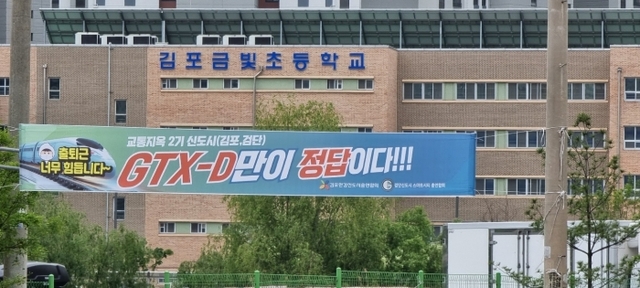 김포금빛초등학교
교통지옥 2기 신도시(김포.검단)
출퇴근
너무 힘듭니다~
GTX-D만이 정답이다!!!